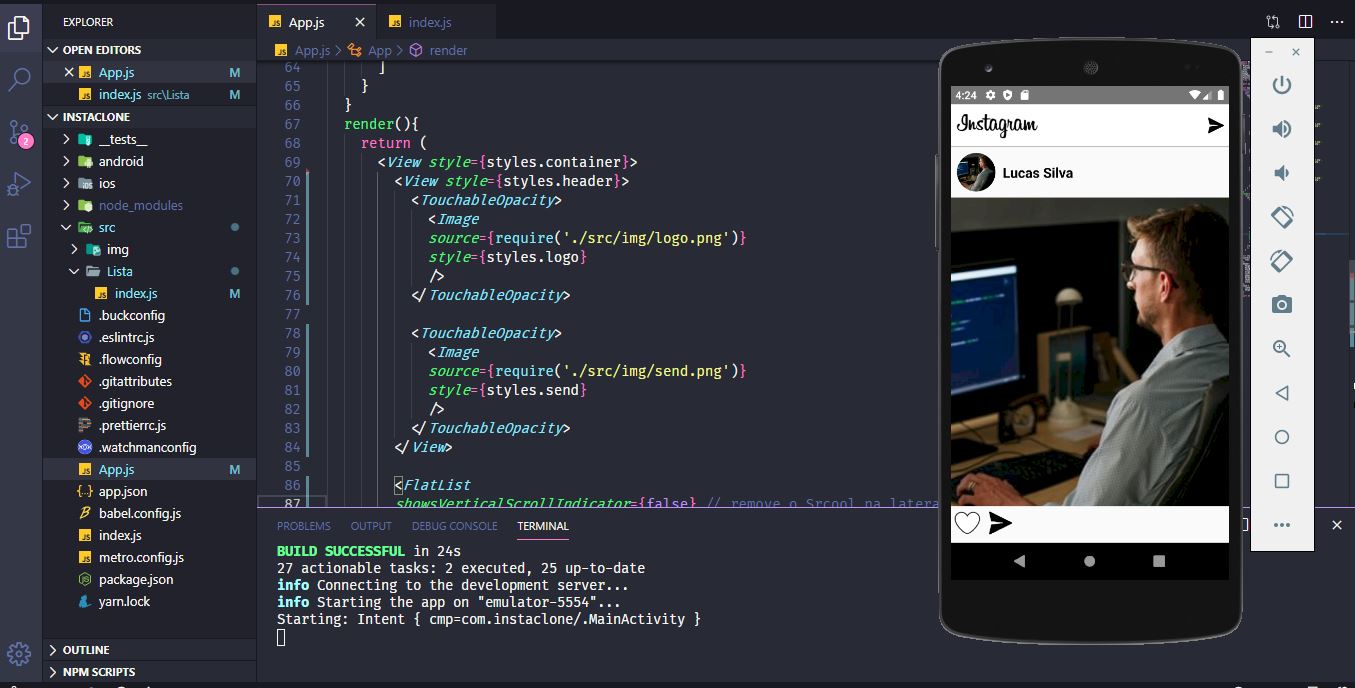 EXPLORER
OPEN EDITORS
App.js M
index.js src\Lista M
INSTACLONE
__tests__
android
ios
node_modules
src
img
Lista
index.js M
.buckconfig
.eslintrc.js
.flowconfig
.gitattributes
.gitignore
.prettierrc.js
.watchmanconfig
App.js M
app.json
babel.config.js
index.js
metro.config.js
package.json
yarn.lock
OUTLINE
NPM SCRIPTS
2
App.js
index.js
App.js > App > render
64 ]
65 }
66 }
67 render(){
68 return (
69 <View style={styles.container}>
70 <View style={styles.header}>
71 <TouchableOpacity>
72 <Image
73 source={require('./src/img/logo.png')}
74 style={styles.logo}
75 />
76 </TouchableOpacity>
77
78 <TouchableOpacity>
79 <Image
80 source={require('./src/img/send.png')}
81 style={styles.send}
82 />
83 </TouchableOpacity>
84 </View>
85
86 <FlatList
87 showsVerticalScrollIndicator={false} // remove o Srcool na latera
PROBLEMS OUTPUT DEBUG CONSOLE TERMINAL
BUILD SUCCESSFUL in 24s
27 actionable tasks: 2 executed, 25 up-to-date
info Connecting to the development server...
info Starting the app on "emulator-5554"...
Starting: Intent { cmp=com.instaclone/.MainActivity }
4:24
Instagram
Lucas Silva